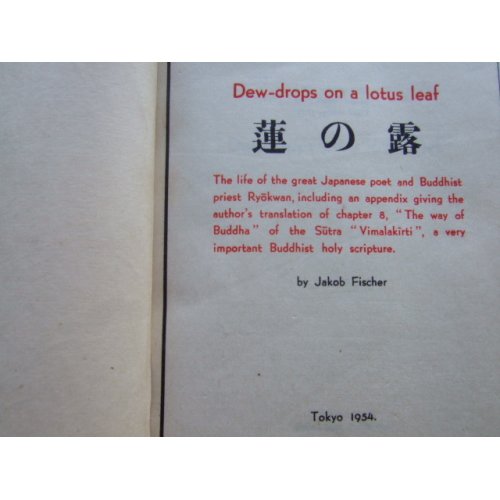 Dew-drops on a lotus leaf
蓮の露
The life of the great Japanese poet and Buddhist
priest Ryōkwan, including an appendix giving the
author's translation of chapter 8, "The way of
Buddha" of the Sūtra "Vimalakīrti", a very
important Buddhist holy scripture.
by Jakob Fischer
Tokyo 1954.